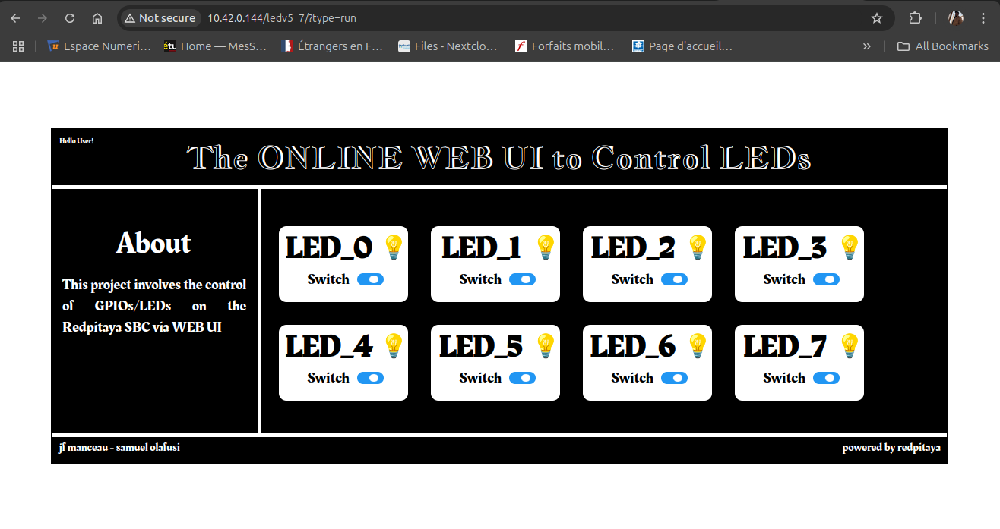 Not secure 10.42.0.144/ledv5_7/?type=run
Espace Numeri... étu Home — MesS... Étrangers en F... Files - Nextclo... Forfaits mobil... Page d'accueil... » All Bookmarks
Hello User!
The ONLINE WEB UI to Control LEDs
About
This project involves the control
of GPIOs/LEDs on the
Redpitaya SBC via WEB UI
LED_0 LED_1 LED_2 LED_3
Switch Switch Switch Switch
LED_4 LED_5 LED_6 LED_7
Switch Switch Switch Switch
jf manceau - samuel olafusi powered by redpitaya